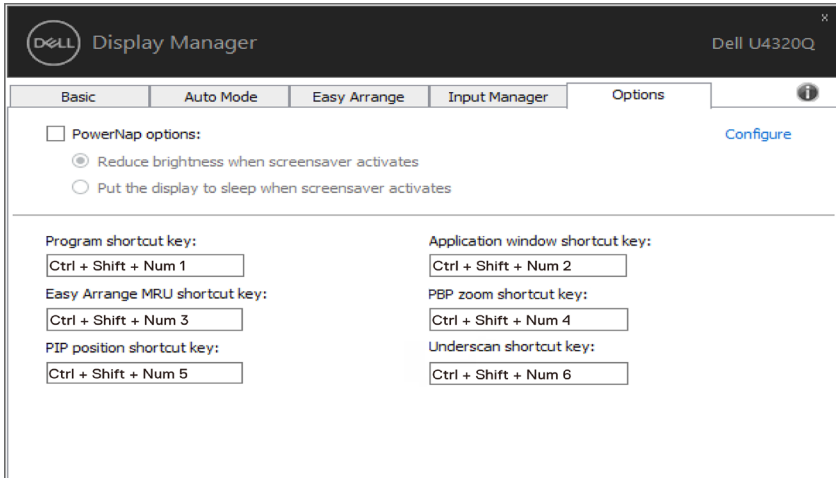 x
DELL Display Manager Dell U4320Q
Basic Auto Mode Easy Arrange Input Manager Options i
PowerNap options: Configure
Reduce brightness when screensaver activates
Put the display to sleep when screensaver activates
Program shortcut key: Application window shortcut key:
Ctrl + Shift + Num 1 Ctrl + Shift + Num 2
Easy Arrange MRU shortcut key: PBP zoom shortcut key:
Ctrl + Shift + Num 3 Ctrl + Shift + Num 4
PIP position shortcut key: Underscan shortcut key:
Ctrl + Shift + Num 5 Ctrl + Shift + Num 6